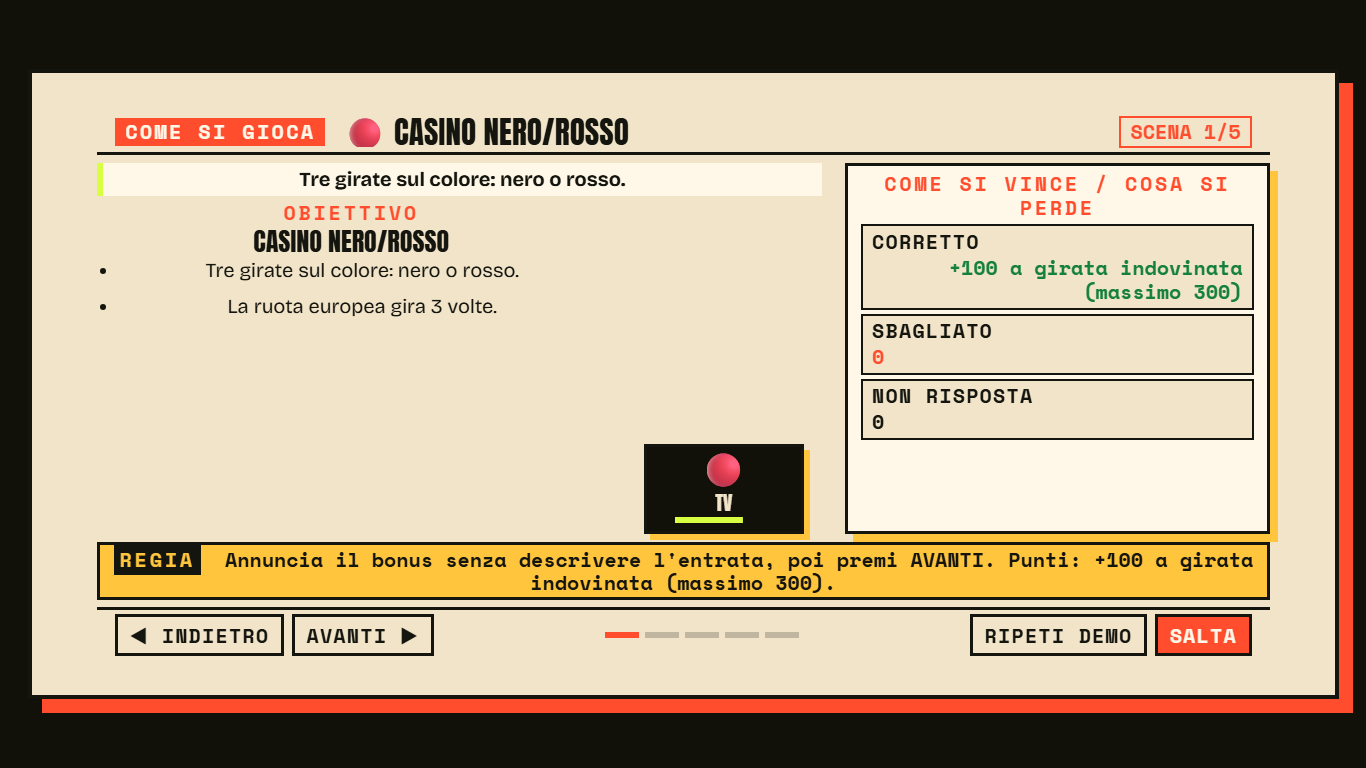 COME SI GIOCA
CASINO NERO/ROSSO
SCENA 1/5
Tre girate sul colore: nero o rosso.
OBIETTIVO
CASINO NERO/ROSSO
• Tre girate sul colore: nero o rosso.
• La ruota europea gira 3 volte.
TV
COME SI VINCE / COSA SI
PERDE
CORRETTO
+100 a girata indovinata
(massimo 300)
SBAGLIATO
0
NON RISPOSTA
0
REGIA
Annuncia il bonus senza descrivere l'entrata, poi premi AVANTI. Punti: +100 a girata
indovinata (massimo 300).
◀ INDIETRO
AVANTI ▶
RIPETI DEMO
SALTA